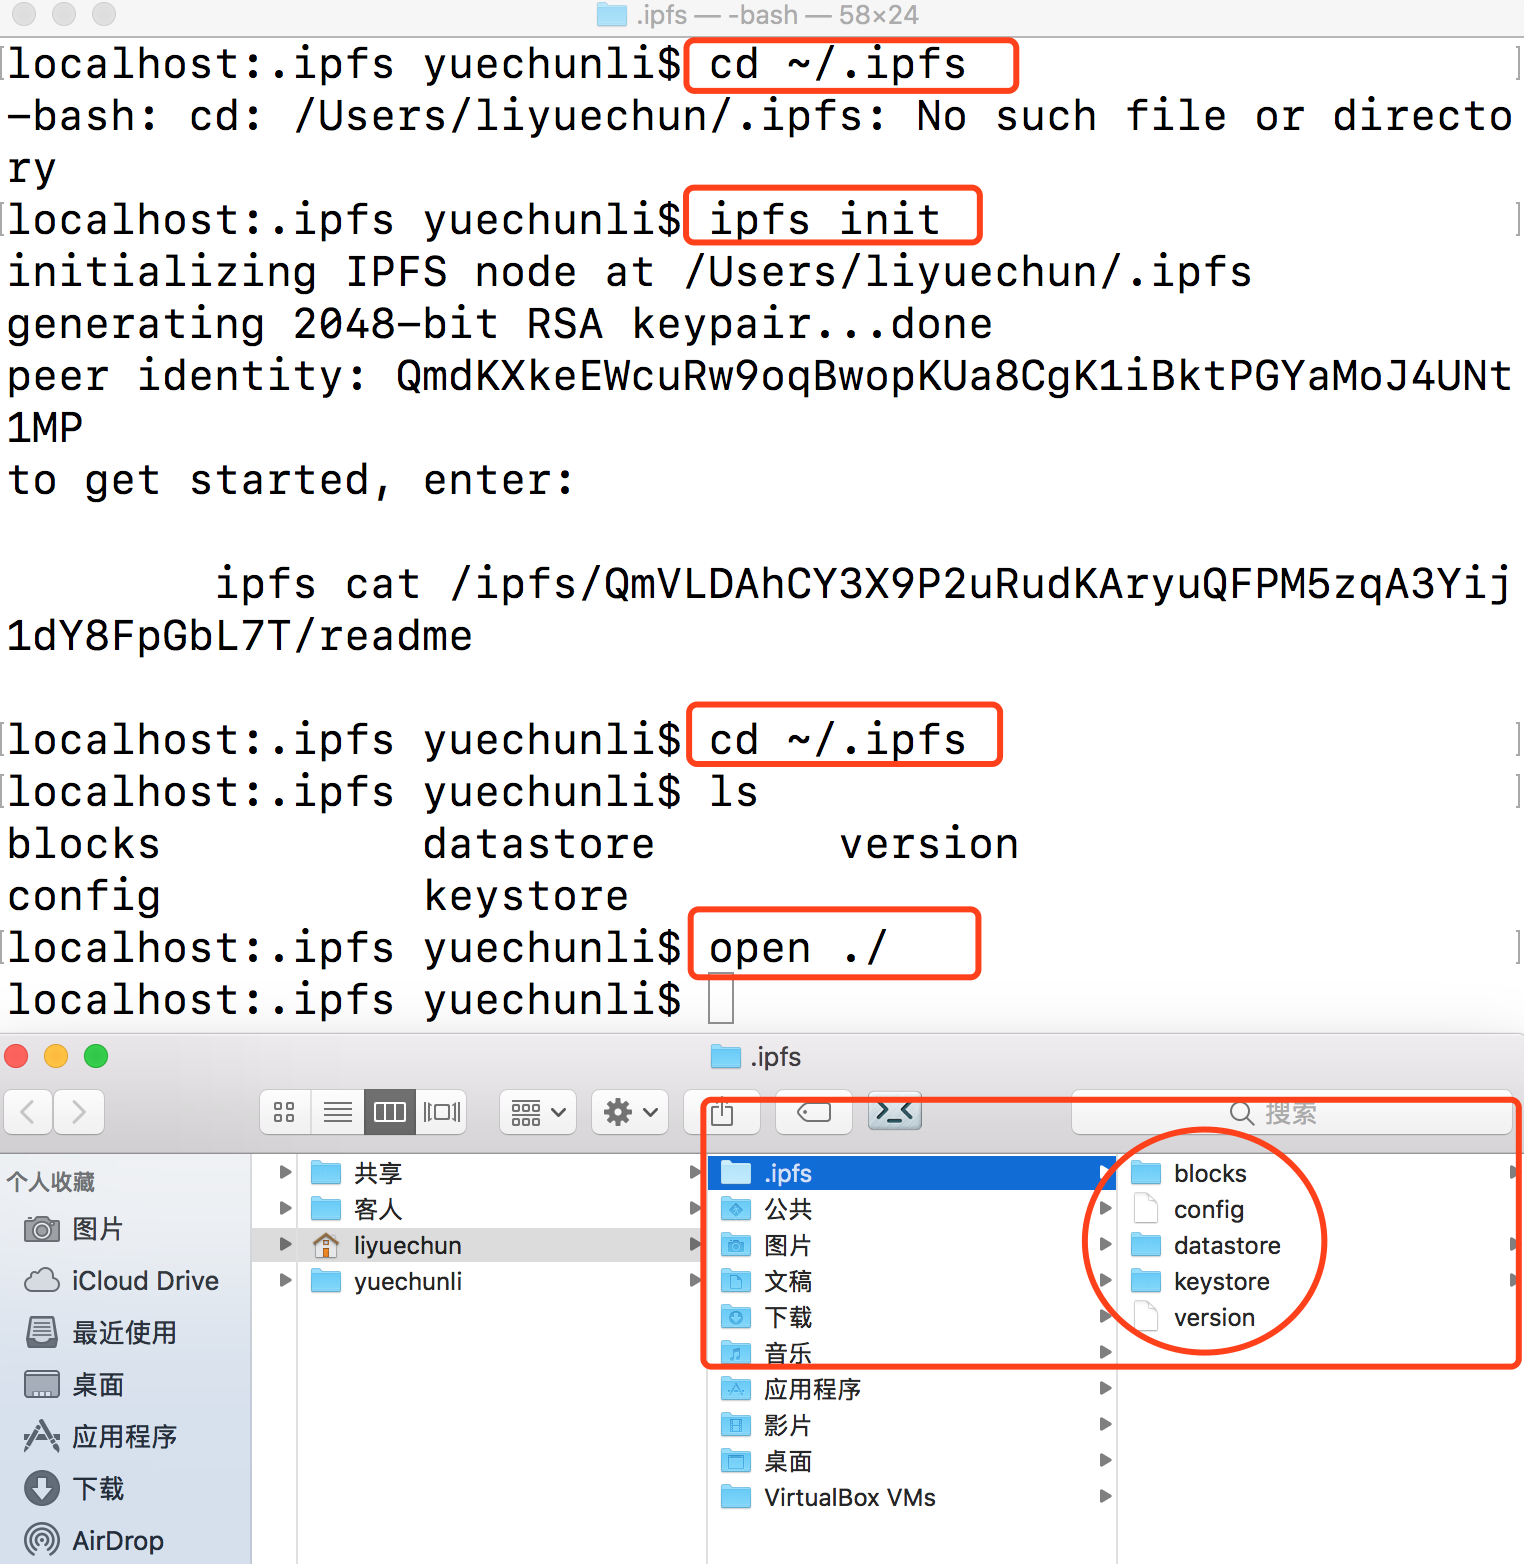 .ipfs — -bash — 58×24
localhost:.ipfs yuechunli$ cd ~/.ipfs
-bash: cd: /Users/liyuechun/.ipfs: No such file or directo
ry
localhost:.ipfs yuechunli$ ipfs init
initializing IPFS node at /Users/liyuechun/.ipfs
generating 2048-bit RSA keypair...done
peer identity: QmdKXkeEWcuRw9oqBwopKUa8CgK1iBktPGYaMoJ4UNt
1MP
to get started, enter:
ipfs cat /ipfs/QmVLDAhCY3X9P2uRudKAryuQFPM5zqA3Yij
1dY8FpGbL7T/readme
localhost:.ipfs yuechunli$ cd ~/.ipfs
localhost:.ipfs yuechunli$ ls
blocks datastore version
config keystore
localhost:.ipfs yuechunli$ open ./
localhost:.ipfs yuechunli$
.ipfs
搜索
个人收藏
图片
iCloud Drive
最近使用
桌面
应用程序
下载
AirDrop
共享
客人
liyuechun
yuechunli
.ipfs
公共
图片
文稿
下载
音乐
应用程序
影片
桌面
VirtualBox VMs
blocks
config
datastore
keystore
version